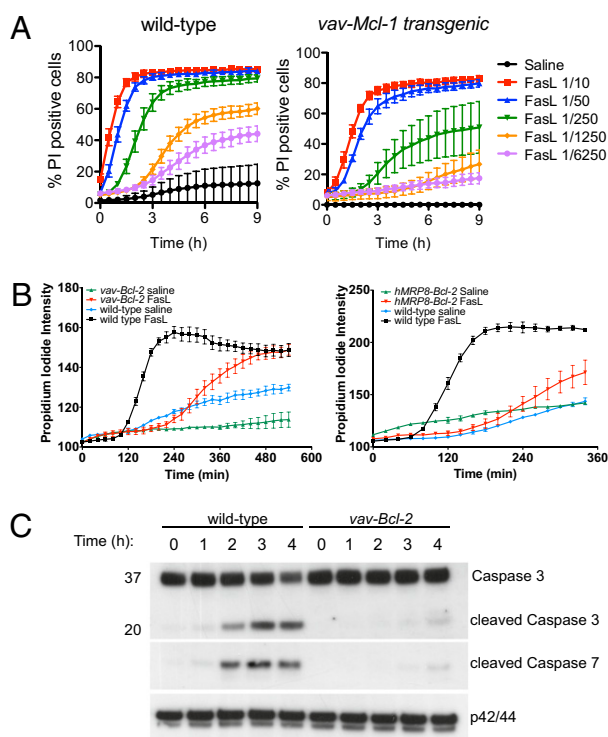 A
wild-type
vav-Mcl-1 transgenic
% PI positive cells
100
80
60
40
20
0
0 3 6 9
Time (h)
% PI positive cells
100
80
60
40
20
0
0 3 6 9
Time (h)
Saline
FasL 1/10
FasL 1/50
FasL 1/250
FasL 1/1250
FasL 1/6250
B
vav-Bcl-2 saline
vav-Bcl-2 FasL
wild-type saline
wild type FasL
Propidium Iodide Intensity
180
160
140
120
100
0 120 240 360 480 600
Time (min)
hMRP8-Bcl-2 Saline
hMRP8-Bcl-2 FasL
wild-type saline
wild type FasL
Propidium Iodide Intensity
250
200
150
100
0 120 240 360
Time (min)
C
wild-type
vav-Bcl-2
Time (h): 0 1 2 3 4 0 1 2 3 4
37
Caspase 3
20
cleaved Caspase 3
cleaved Caspase 7
p42/44